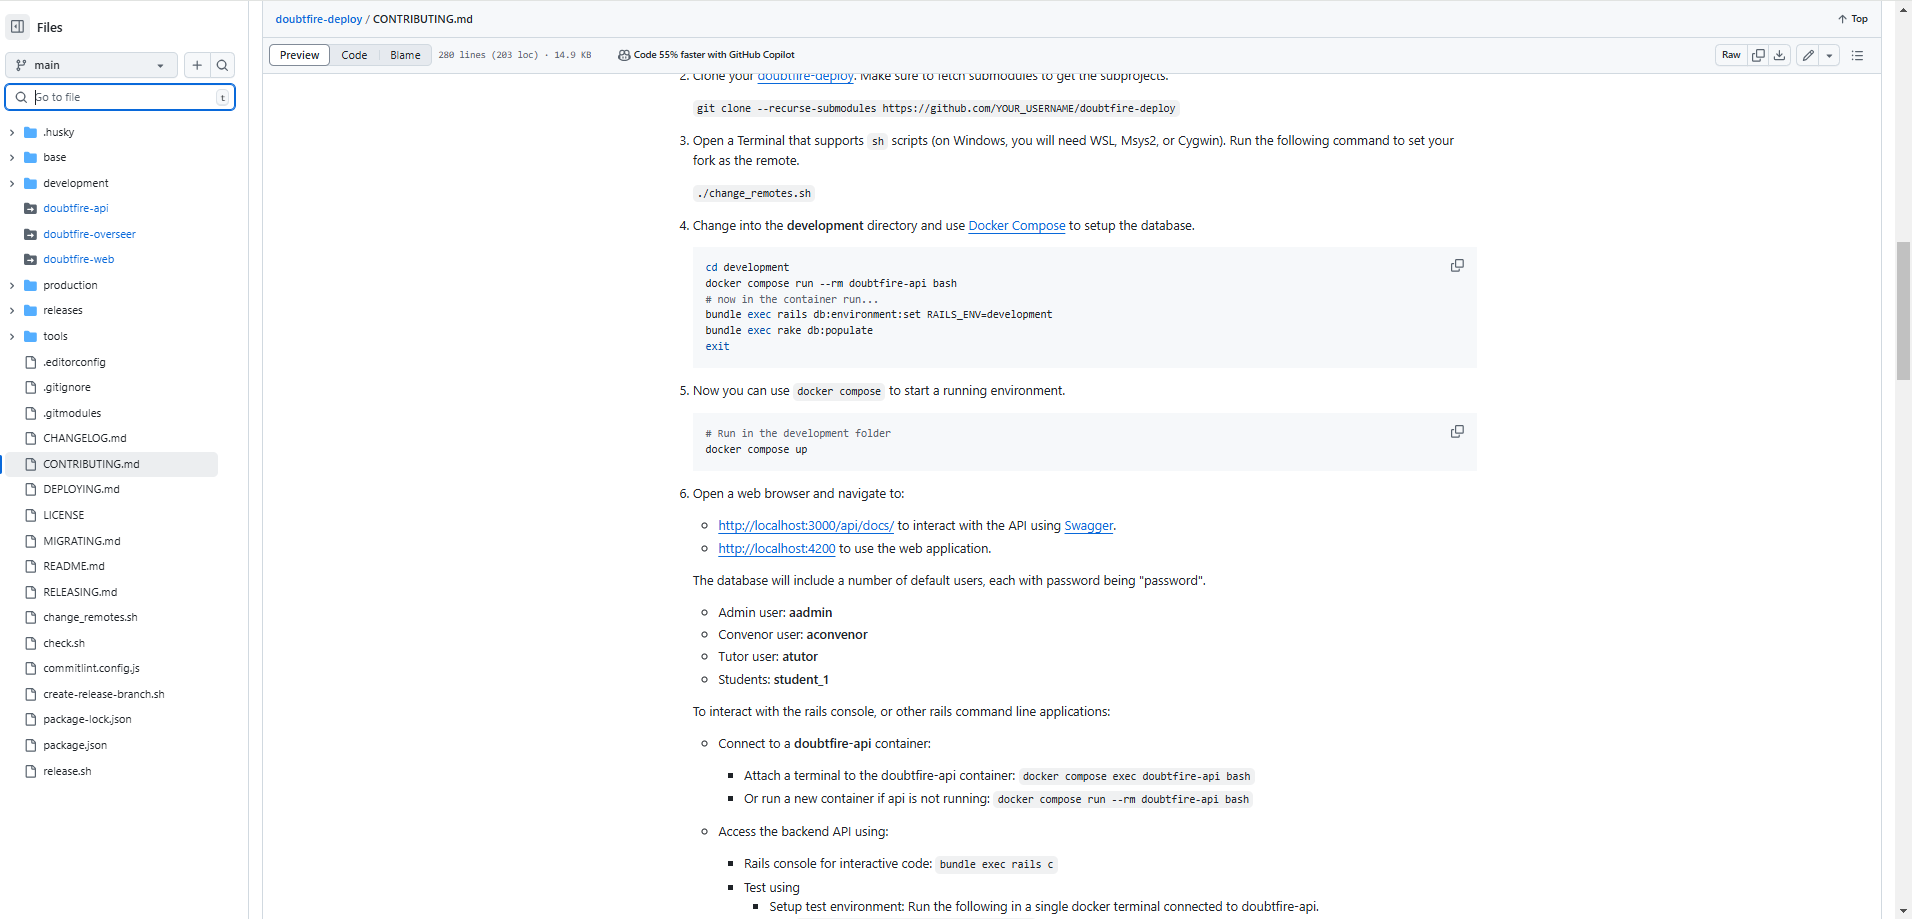 Files
main
Go to file
t
.husky
base
development
doubtfire-api
doubtfire-overseer
doubtfire-web
production
releases
tools
.editorconfig
.gitignore
.gitmodules
CHANGELOG.md
CONTRIBUTING.md
DEPLOYING.md
LICENSE
MIGRATING.md
README.md
RELEASING.md
change_remotes.sh
check.sh
commitlint.config.js
create-release-branch.sh
package-lock.json
package.json
release.sh
doubtfire-deploy / CONTRIBUTING.md
Top
Preview Code Blame 280 lines (203 loc) · 14.9 KB Code 55% faster with GitHub Copilot
Raw
2. Clone your doubtfire-deploy. Make sure to fetch submodules to get the subprojects.
git clone --recurse-submodules https://github.com/YOUR_USERNAME/doubtfire-deploy
3. Open a Terminal that supports sh scripts (on Windows, you will need WSL, Msys2, or Cygwin). Run the following command to set your
fork as the remote.
./change_remotes.sh
4. Change into the development directory and use Docker Compose to setup the database.
cd development
docker compose run --rm doubtfire-api bash
# now in the container run...
bundle exec rails db:environment:set RAILS_ENV=development
bundle exec rake db:populate
exit
5. Now you can use docker compose to start a running environment.
# Run in the development folder
docker compose up
6. Open a web browser and navigate to:
http://localhost:3000/api/docs/ to interact with the API using Swagger.
http://localhost:4200 to use the web application.
The database will include a number of default users, each with password being "password".
Admin user: aadmin
Convenor user: aconvenor
Tutor user: atutor
Students: student_1
To interact with the rails console, or other rails command line applications:
Connect to a doubtfire-api container:
Attach a terminal to the doubtfire-api container: docker compose exec doubtfire-api bash
Or run a new container if api is not running: docker compose run --rm doubtfire-api bash
Access the backend API using:
Rails console for interactive code: bundle exec rails c
Test using
Setup test environment: Run the following in a single docker terminal connected to doubtfire-api.